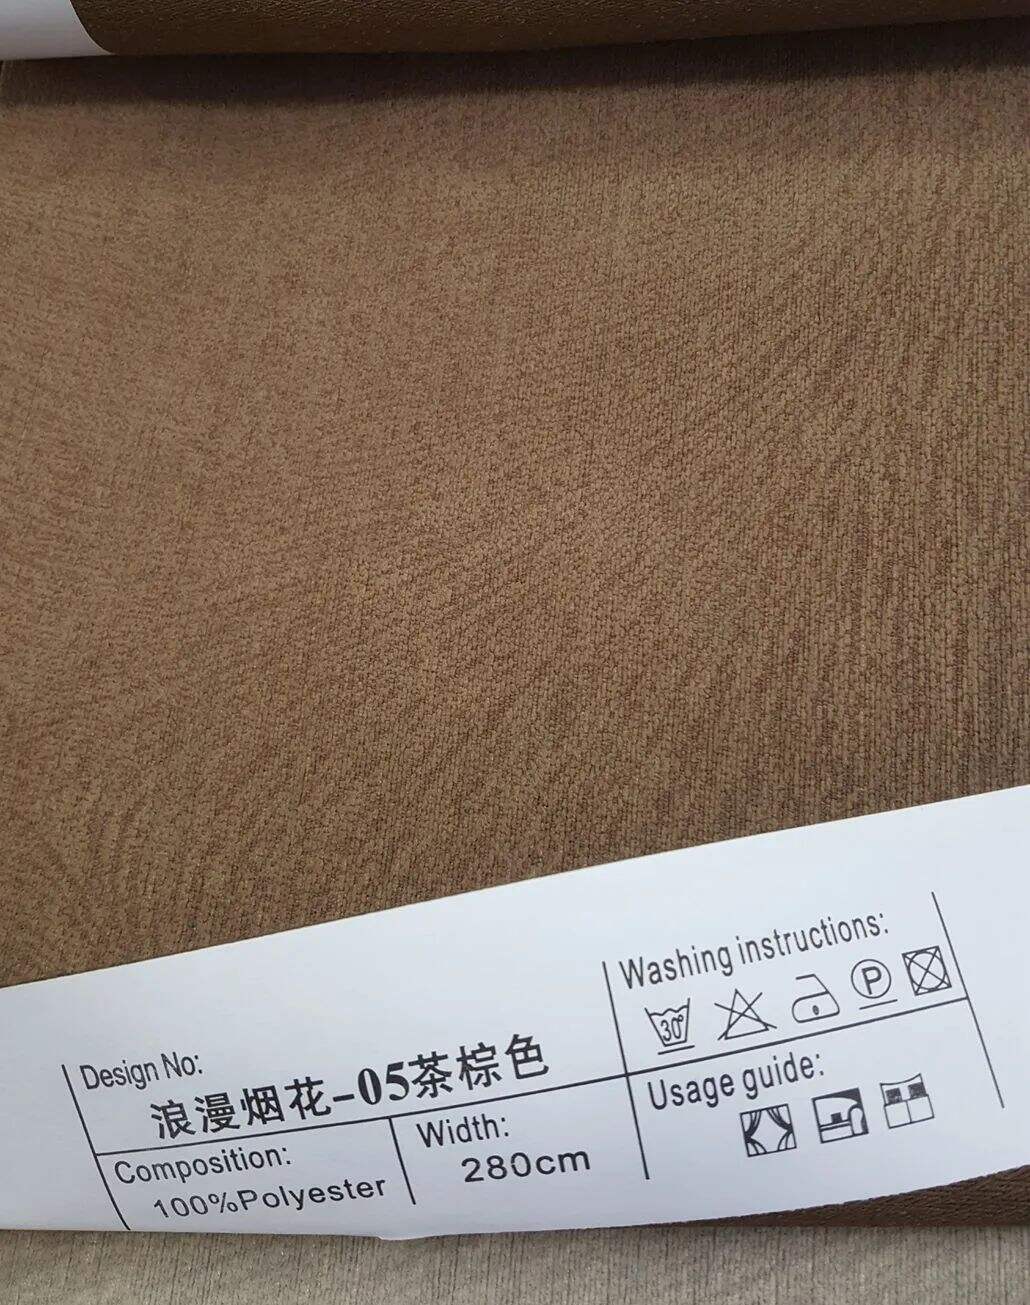 Design No:
浪漫烟花-05茶棕色
Composition:
100%Polyester
Width:
280cm
Washing instructions:
30°
P
Usage guide: